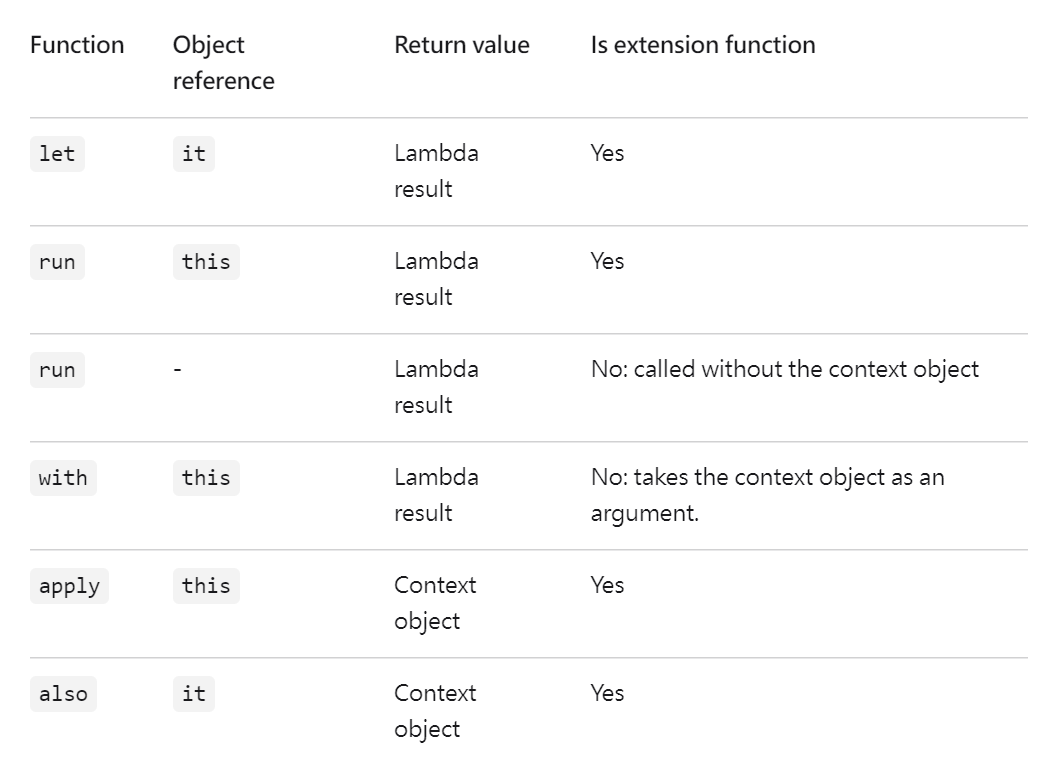 Function Object reference Return value Is extension function
let it Lambda result Yes
run this Lambda result Yes
run - Lambda result No: called without the context object
with this Lambda result No: takes the context object as an argument.
apply this Context object Yes
also it Context object Yes